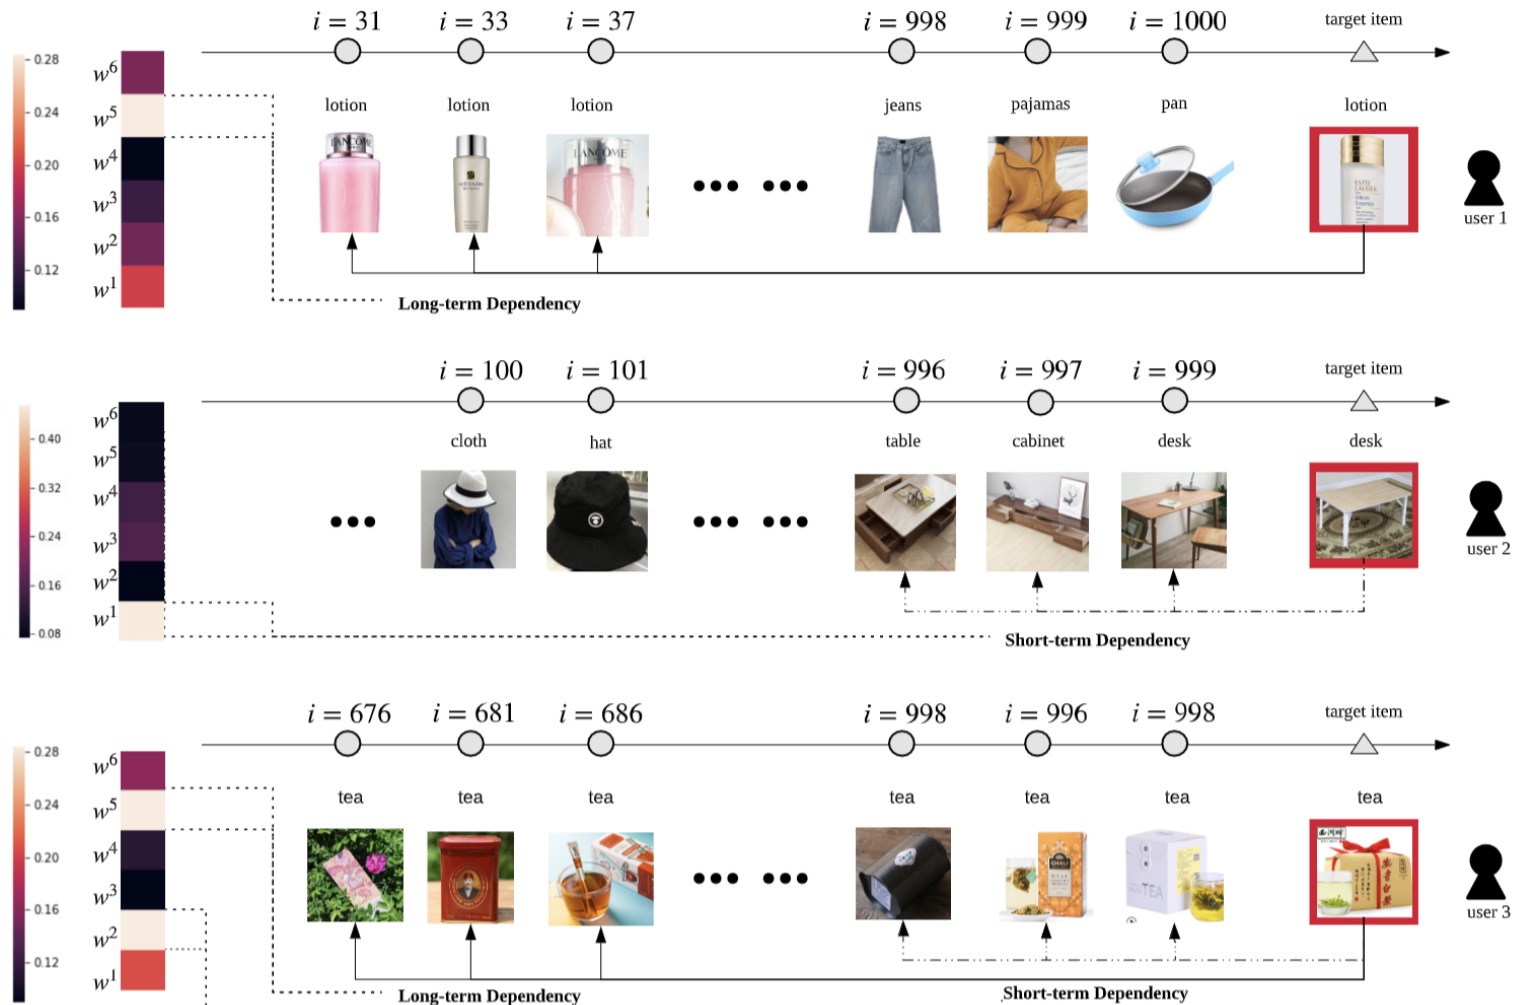 i = 31 i = 33 i = 37 i = 998 i = 999 i = 1000 target item
0.28
0.24
0.20
0.16
0.12
w⁶
w⁵
w⁴
w³
w²
w¹
lotion lotion lotion jeans pajamas pan lotion
LANCOME
LANCOME
ESTEE
LAUDER
user 1
Long-term Dependency
i = 100 i = 101 i = 996 i = 997 i = 999 target item
0.40
0.32
0.24
0.16
0.08
w⁶
w⁵
w⁴
w³
w²
w¹
cloth hat table cabinet desk desk
user 2
Short-term Dependency
i = 676 i = 681 i = 686 i = 998 i = 996 i = 998 target item
0.28
0.24
0.20
0.16
0.12
w⁶
w⁵
w⁴
w³
w²
w¹
tea tea tea tea tea tea tea
TEA
user 3
Long-term Dependency Short-term Dependency